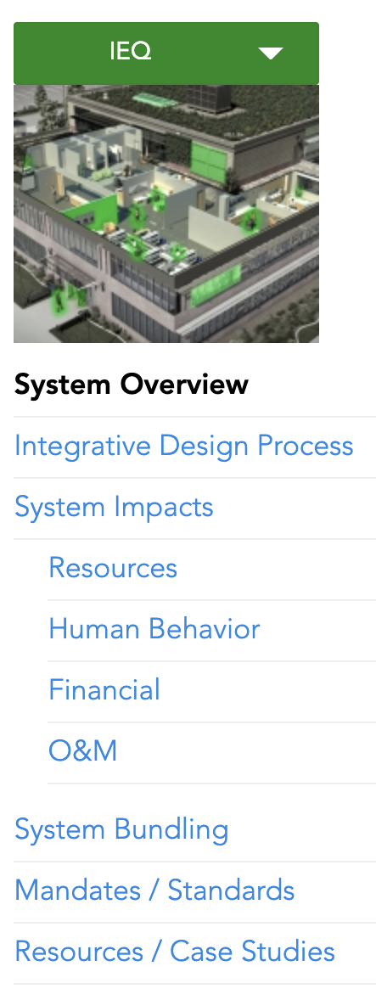 IEQ
System Overview
Integrative Design Process
System Impacts
Resources
Human Behavior
Financial
O&M
System Bundling
Mandates / Standards
Resources / Case Studies